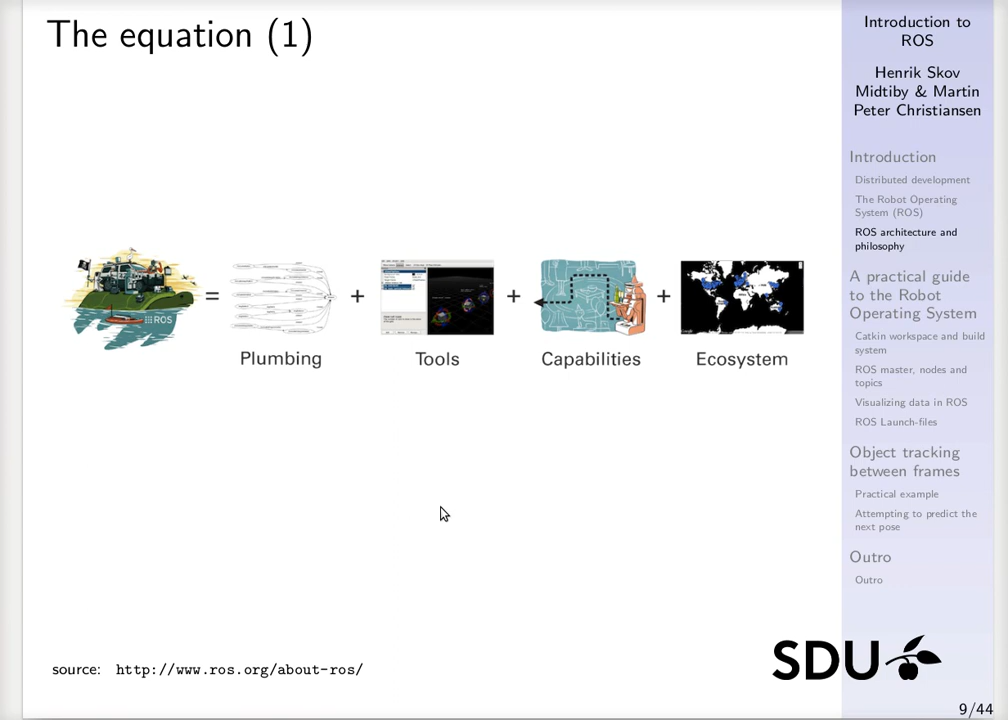 The equation (1)
ROS
=
+
+
+
Plumbing
Tools
Capabilities
Ecosystem
source: http://www.ros.org/about-ros/
Introduction to
ROS
Henrik Skov
Midtiby & Martin
Peter Christiansen
Introduction
Distributed development
The Robot Operating
System (ROS)
ROS architecture and
philosophy
A practical guide
to the Robot
Operating System
Catkin workspace and build
system
ROS master, nodes and
topics
Visualizing data in ROS
ROS Launch-files
Object tracking
between frames
Practical example
Attempting to predict the
next pose
Outro
Outro
SDU
9/44